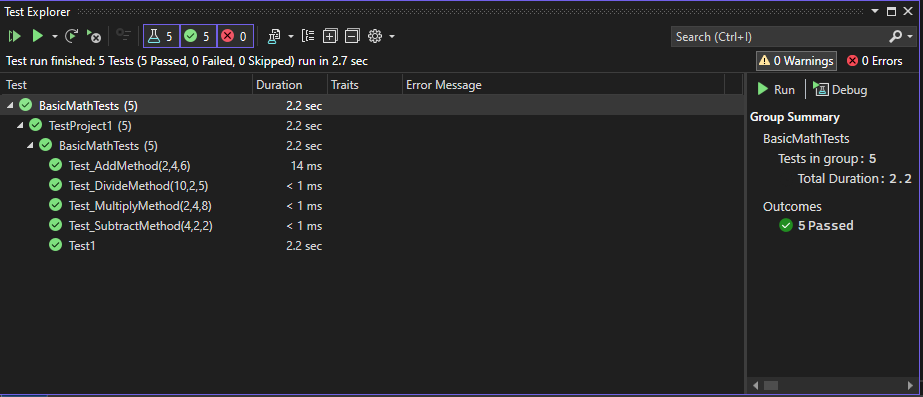 Test Explorer
5 5 0
Search (Ctrl+I)
Test run finished: 5 Tests (5 Passed, 0 Failed, 0 Skipped) run in 2.7 sec
0 Warnings 0 Errors
Test Duration Traits Error Message
BasicMathTests (5) 2.2 sec
TestProject1 (5) 2.2 sec
BasicMathTests (5) 2.2 sec
Test_AddMethod(2,4,6) 14 ms
Test_DivideMethod(10,2,5) < 1 ms
Test_MultiplyMethod(2,4,8) < 1 ms
Test_SubtractMethod(4,2,2) < 1 ms
Test1 2.2 sec
Run Debug
Group Summary
BasicMathTests
Tests in group: 5
Total Duration: 2.2
Outcomes
5 Passed